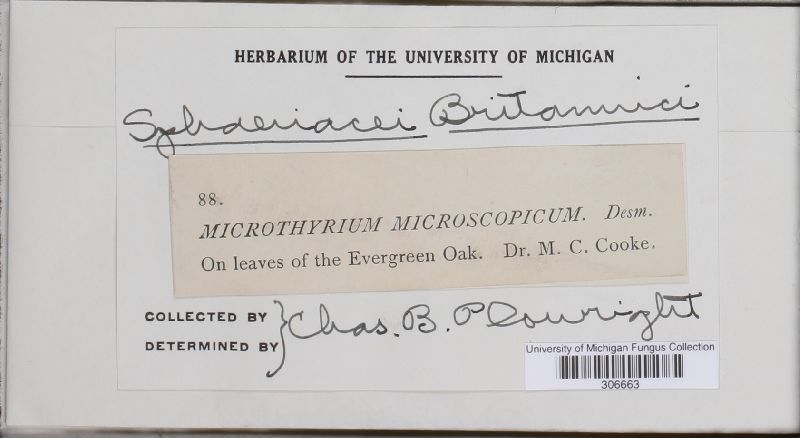 HERBARIUM OF THE UNIVERSITY OF MICHIGAN
Sphaeriacei Britannici
88.
MICROTHYRIUM MICROSCOPICUM. Desm.
On leaves of the Evergreen Oak. Dr. M. C. Cooke.
COLLECTED BY
DETERMINED BY
} Chas. B. Plowright
University of Michigan Fungus Collection
306663